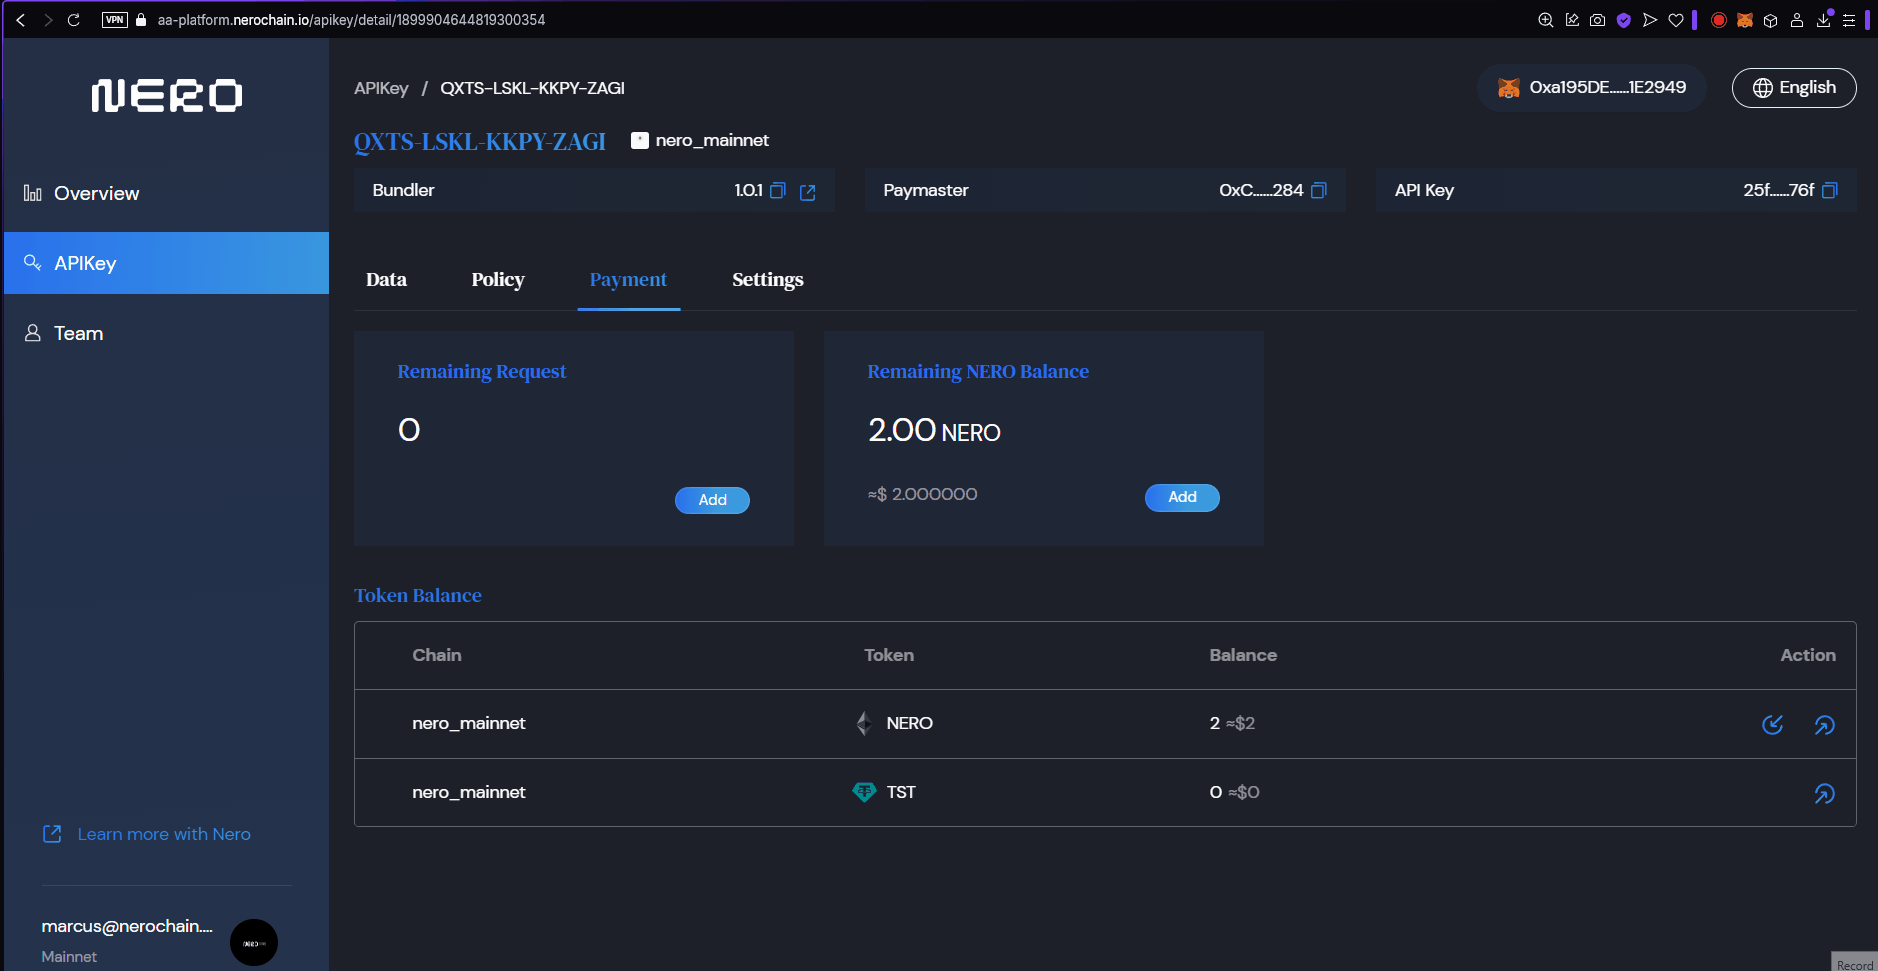 VPN aa-platform.nerochain.io/apikey/detail/1899904644819300354
NERO
APIKey / QXTS-LSKL-KKPY-ZAGI
0xa195DE......1E2949
English
QXTS-LSKL-KKPY-ZAGI nero_mainnet
Bundler 1.0.1
Paymaster 0xC......284
API Key 25f......76f
Overview
APIKey
Team
Data Policy Payment Settings
Remaining Request
0
Add
Remaining NERO Balance
2.00 NERO
≈$ 2.000000
Add
Token Balance
Chain Token Balance Action
nero_mainnet NERO 2 ≈$2
nero_mainnet TST 0 ≈$0
Learn more with Nero
marcus@nerochain....
Mainnet
NERO
Record